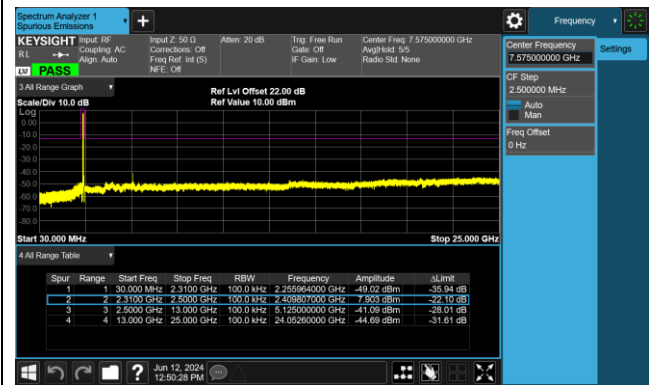 Spectrum Analyzer 1
Spurious Emissions
Frequency
KEYSIGHT Input: RF Input Z: 50 Ω Atten: 20 dB Trig: Free Run Center Freq: 7.575000000 GHz
RL Coupling: AC Corrections: Off Gate: Off Avg|Hold: 5/5
Align: Auto Freq Ref: Int (S) IF Gain: Low Radio Std: None
PASS NFE: Off
Center Frequency
7.575000000 GHz
Settings
CF Step
2.500000 MHz
Auto
Man
Freq Offset
0 Hz
3 All Range Graph
Ref Lvl Offset 22.00 dB
Scale/Div 10.0 dB Ref Value 10.00 dBm
Log
0.00
-10.0
-20.0
-30.0
-40.0
-50.0
-60.0
-70.0
-80.0
Start 30.000 MHz Stop 25.000 GHz
4 All Range Table
Spur Range Start Freq Stop Freq RBW Frequency Amplitude ΔLimit
1 1 30.000 MHz 2.3100 GHz 100.0 kHz 2.255964000 GHz -49.02 dBm -35.94 dB
2 2 2.3100 GHz 2.5000 GHz 100.0 kHz 2.409807000 GHz 7.903 dBm -22.10 dB
3 3 2.5000 GHz 13.000 GHz 100.0 kHz 5.125000000 GHz -41.09 dBm -28.01 dB
4 4 13.000 GHz 25.000 GHz 100.0 kHz 24.05260000 GHz -44.69 dBm -31.61 dB
Jun 12, 2024
12:50:28 PM